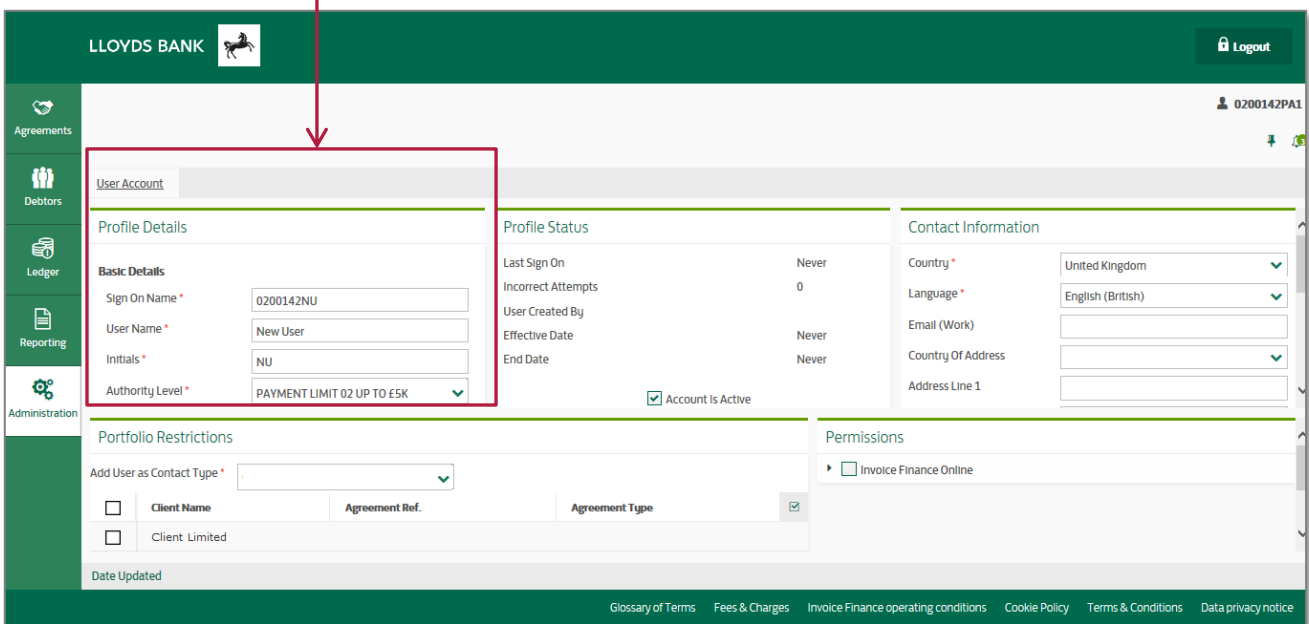 LLOYDS BANK
Logout
0200142PA1
Agreements
Debtors
Ledger
Reporting
Administration
User Account
Profile Details
Basic Details
Sign On Name *
0200142NU
User Name *
New User
Initials *
NU
Authority Level *
PAYMENT LIMIT 02 UP TO £5K
Profile Status
Last Sign On Never
Incorrect Attempts 0
User Created By
Effective Date Never
End Date Never
Account Is Active
Contact Information
Country *
United Kingdom
Language *
English (British)
Email (Work)
Country Of Address
Address Line 1
Portfolio Restrictions
Add User as Contact Type *
Client Name Agreement Ref. Agreement Type
Client Limited
Permissions
Invoice Finance Online
Date Updated
Glossary of Terms Fees & Charges Invoice Finance operating conditions Cookie Policy Terms & Conditions Data privacy notice